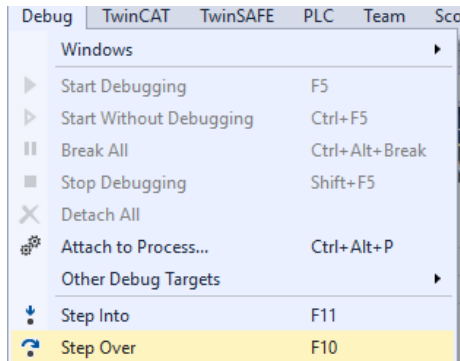 Debug TwinCAT TwinSAFE PLC Team
Windows
Start Debugging F5
Start Without Debugging Ctrl+F5
Break All Ctrl+Alt+Break
Stop Debugging Shift+F5
Detach All
Attach to Process... Ctrl+Alt+P
Other Debug Targets
Step Into F11
Step Over F10